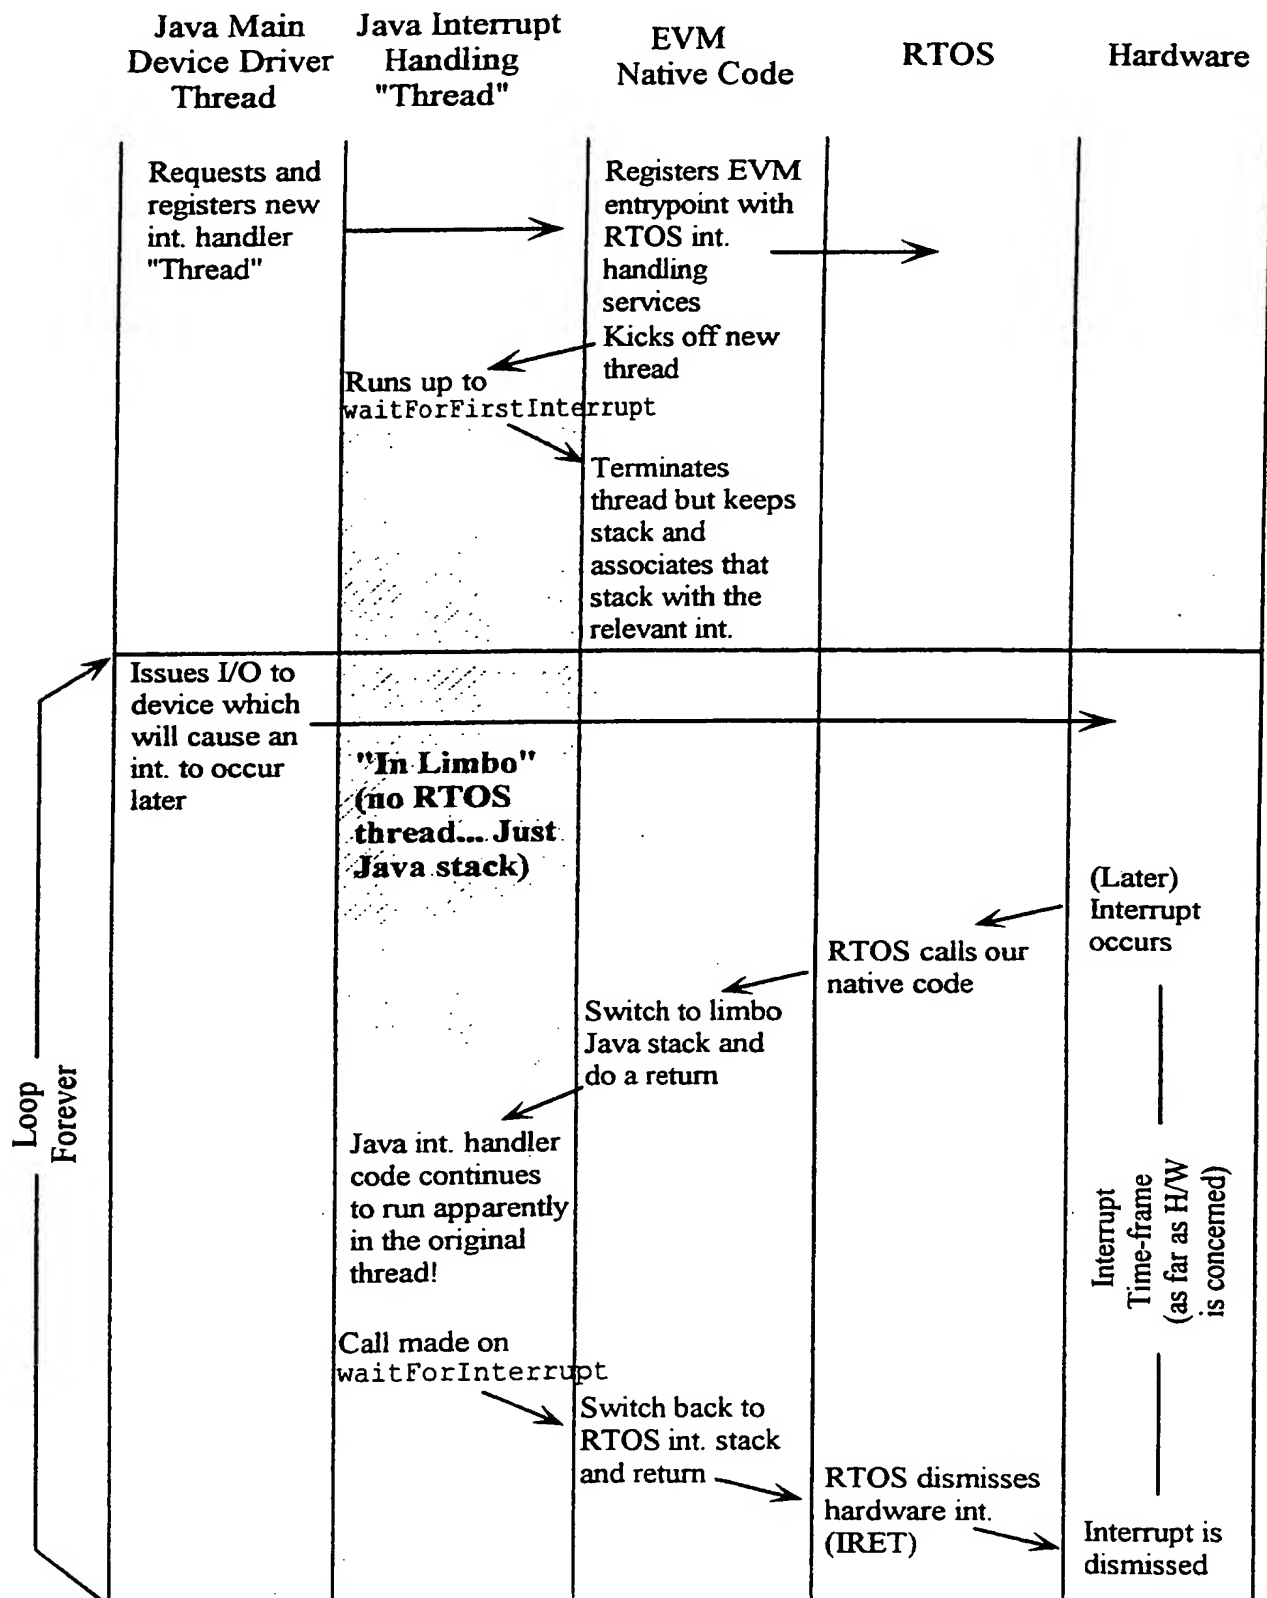 Java Main
Device Driver
Thread
Java Interrupt
Handling
"Thread"
EVM
Native Code
RTOS
Hardware
Requests and
registers new
int. handler
"Thread"
Registers EVM
entrypoint with
RTOS int.
handling
services
Kicks off new
thread
Runs up to
waitForFirstInterrupt
Terminates
thread but keeps
stack and
associates that
stack with the
relevant int.
Issues I/O to
device which
will cause an
int. to occur
later
"In Limbo"
(no RTOS
thread... Just
Java stack)
(Later)
Interrupt
occurs
RTOS calls our
native code
Switch to limbo
Java stack and
do a return
Loop
Forever
Java int. handler
code continues
to run apparently
in the original
thread!
Interrupt
Time-frame
(as far as H/W
is concerned)
Call made on
waitForInterrupt
Switch back to
RTOS int. stack
and return
RTOS dismisses
hardware int.
(IRET)
Interrupt is
dismissed